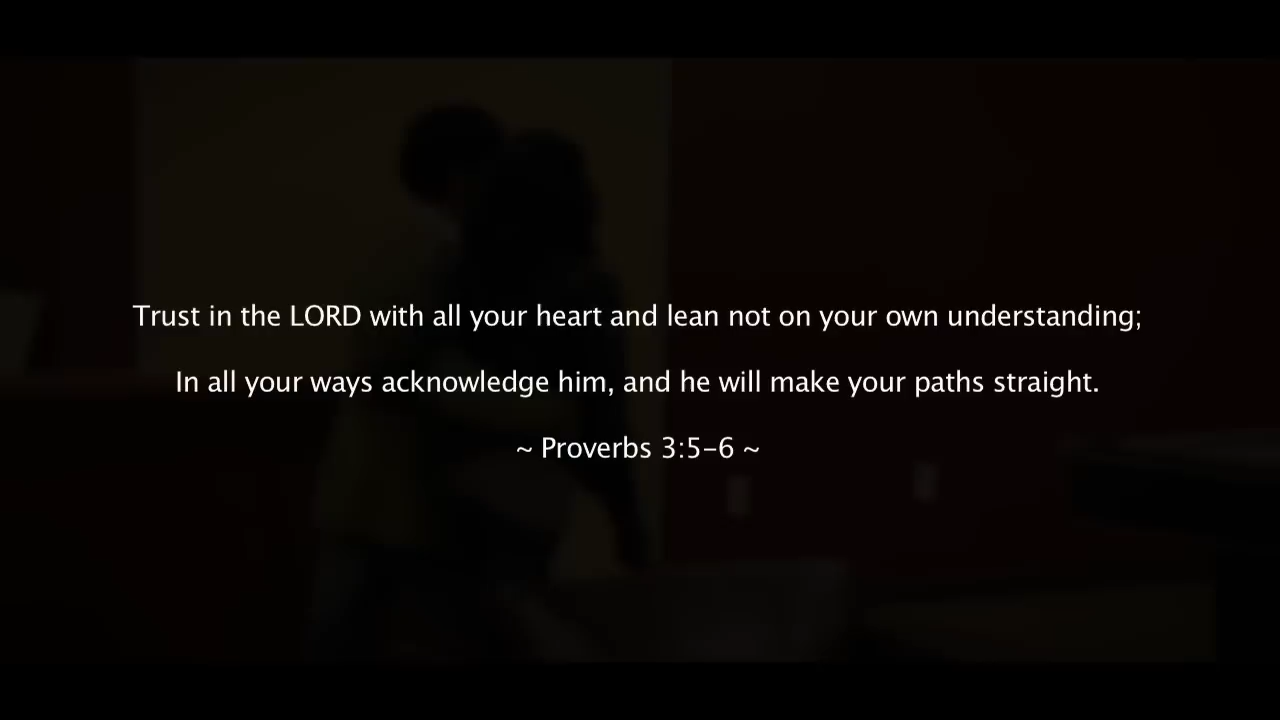 Trust in the LORD with all your heart and lean not on your own understanding;
In all your ways acknowledge him, and he will make your paths straight.
~ Proverbs 3:5-6 ~